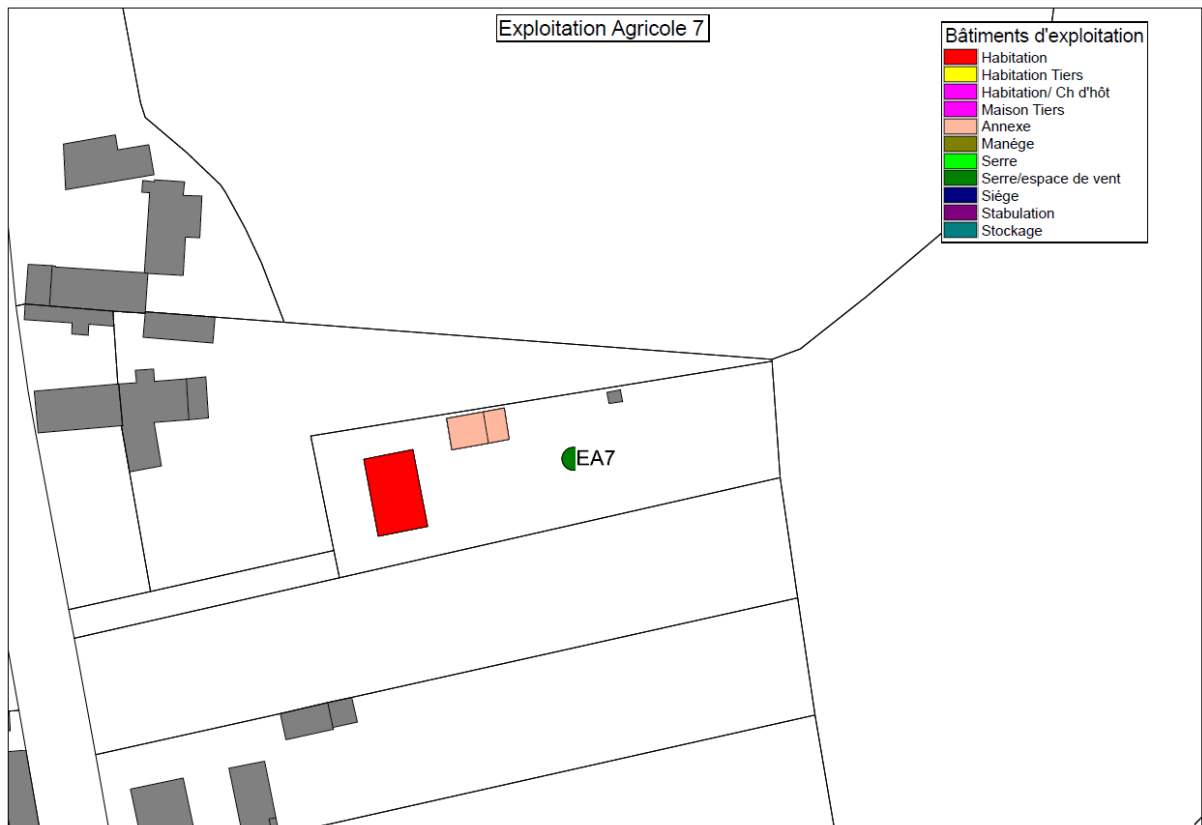 Exploitation Agricole 7
Bâtiments d'exploitation
Habitation
Habitation Tiers
Habitation/ Ch d'hôt
Maison Tiers
Annexe
Manége
Serre
Serre/espace de vent
Siége
Stabulation
Stockage
EA7